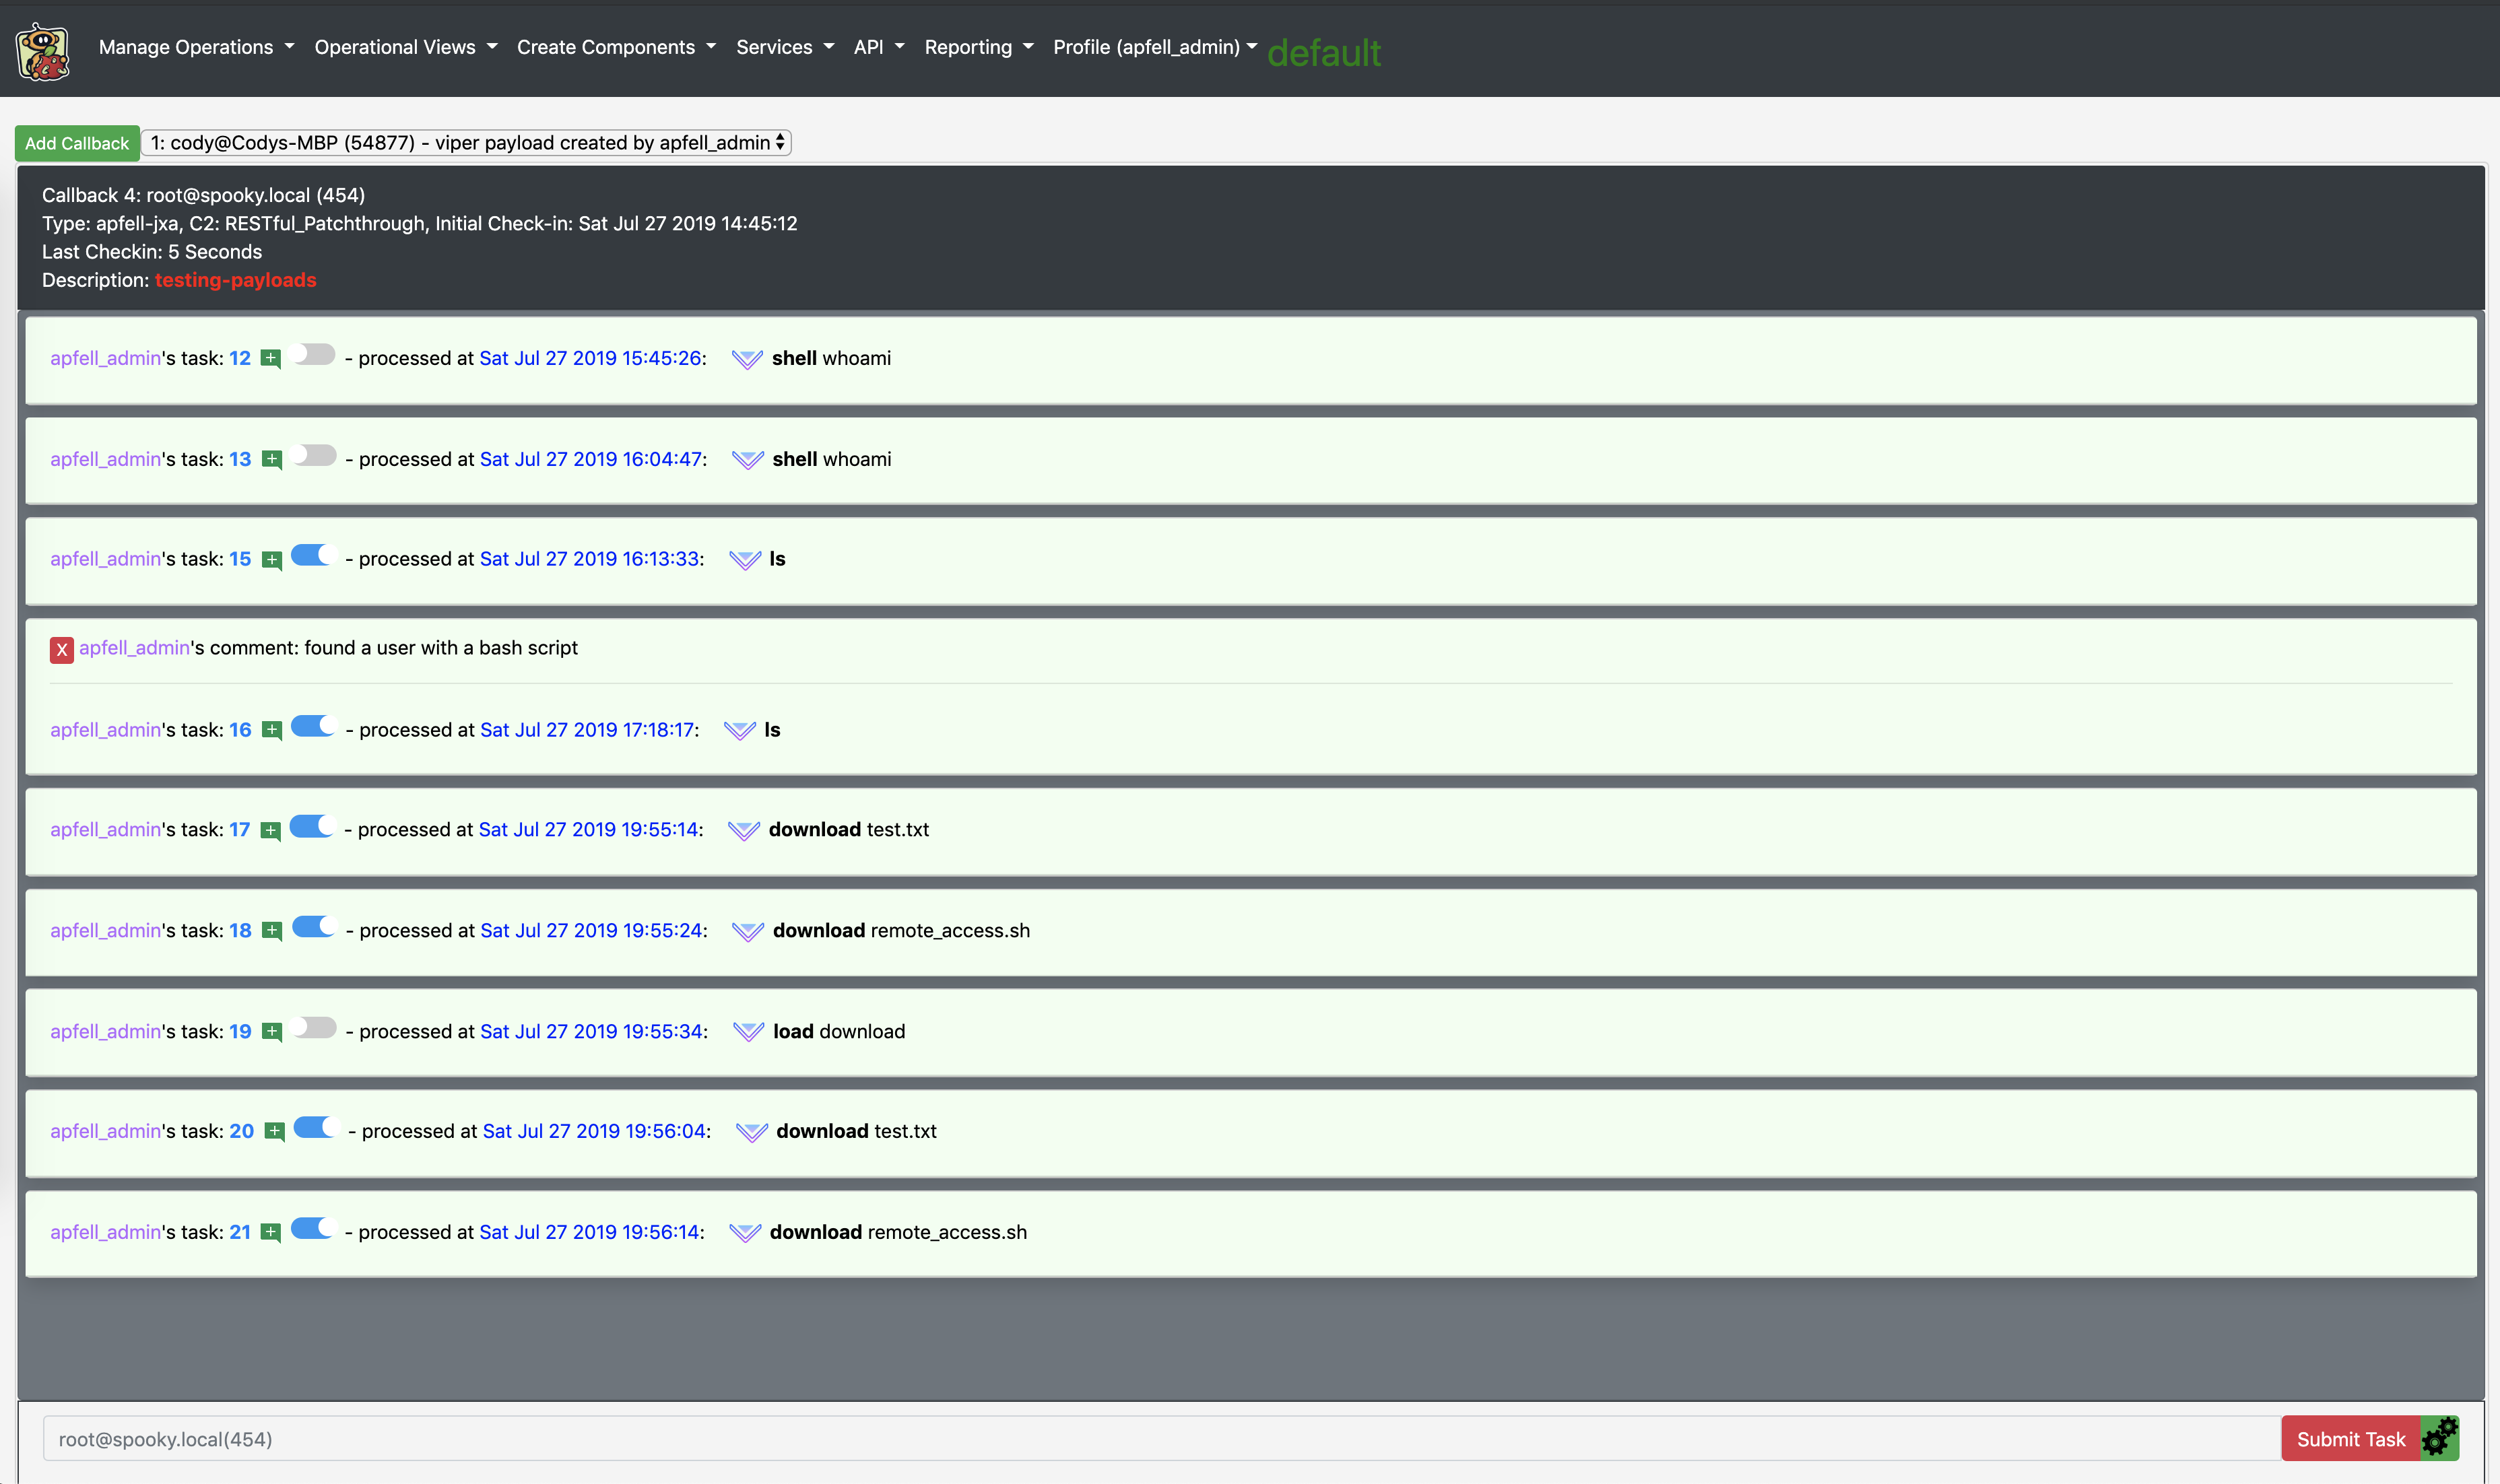 Manage Operations Operational Views Create Components Services API Reporting Profile (apfell_admin) default
Add Callback 1: cody@Codys-MBP (54877) - viper payload created by apfell_admin
Callback 4: root@spooky.local (454)
Type: apfell-jxa, C2: RESTful_Patchthrough, Initial Check-in: Sat Jul 27 2019 14:45:12
Last Checkin: 5 Seconds
Description: testing-payloads
apfell_admin's task: 12 - processed at Sat Jul 27 2019 15:45:26: shell whoami
apfell_admin's task: 13 - processed at Sat Jul 27 2019 16:04:47: shell whoami
apfell_admin's task: 15 - processed at Sat Jul 27 2019 16:13:33: ls
X apfell_admin's comment: found a user with a bash script
apfell_admin's task: 16 - processed at Sat Jul 27 2019 17:18:17: ls
apfell_admin's task: 17 - processed at Sat Jul 27 2019 19:55:14: download test.txt
apfell_admin's task: 18 - processed at Sat Jul 27 2019 19:55:24: download remote_access.sh
apfell_admin's task: 19 - processed at Sat Jul 27 2019 19:55:34: load download
apfell_admin's task: 20 - processed at Sat Jul 27 2019 19:56:04: download test.txt
apfell_admin's task: 21 - processed at Sat Jul 27 2019 19:56:14: download remote_access.sh
root@spooky.local(454) Submit Task